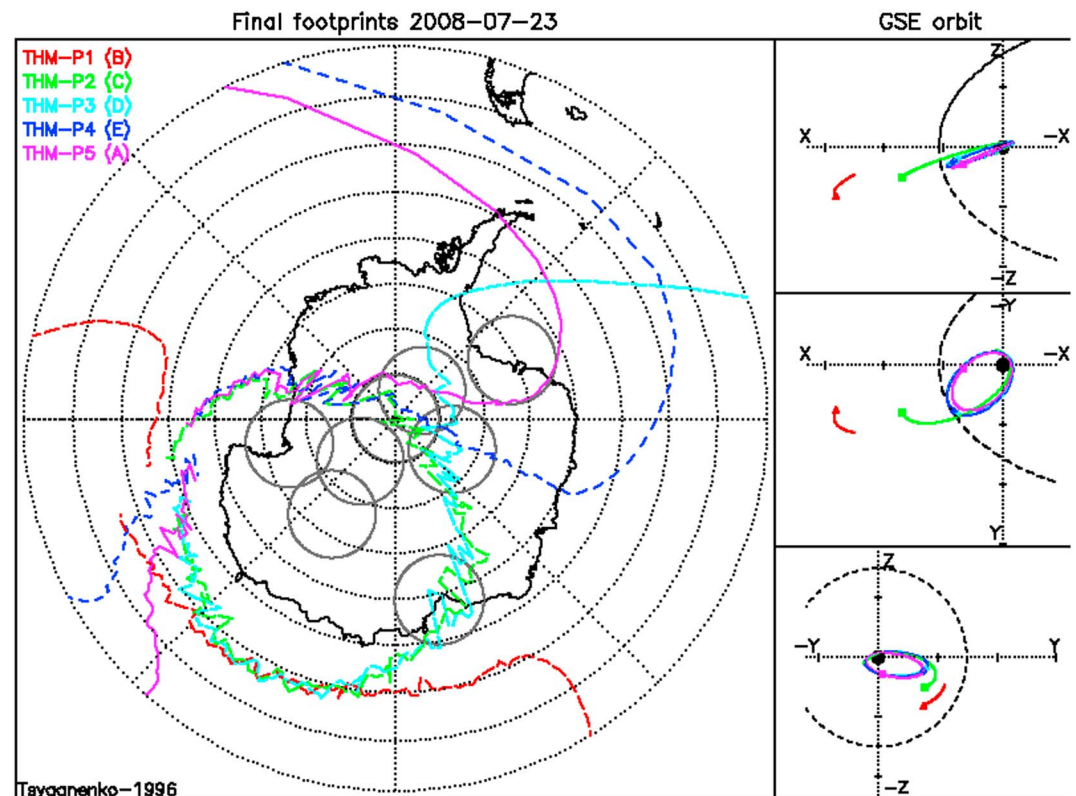 Final footprints 2008-07-23
GSE orbit
THM-P1 (B)
THM-P2 (C)
THM-P3 (D)
THM-P4 (E)
THM-P5 (A)
Z
X
-X
-Z
-Y
X
-X
Y
Z
-Y
Y
-Z
Tsyganenko-1996